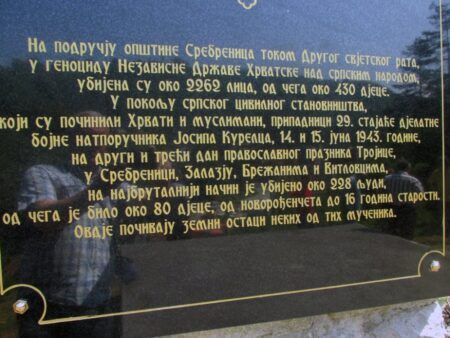 На подручју општине Сребреница током Другог свјетског рата,
у геноциду Независне Државе Хрватске над српским народом,
убијена су око 2262 лица, од чега око 430 дјеце.
У покољу српског цивилног становништва,
који су починили Хрвати и муслимани, припадници 29. стајаће дјелатне
бојне натпоручника Јосипа Курелца, 14. и 15. јуна 1943. године,
на други и трећи дан православног празника Тројице,
у Сребреници, Залазју, Брежанима и Витловцима,
на најбруталнији начин је убијено око 228 људи,
од чега је било око 80 дјеце, од новорођенчета до 16 година старости.
Овдје почивају земни остаци неких од тих мученика.